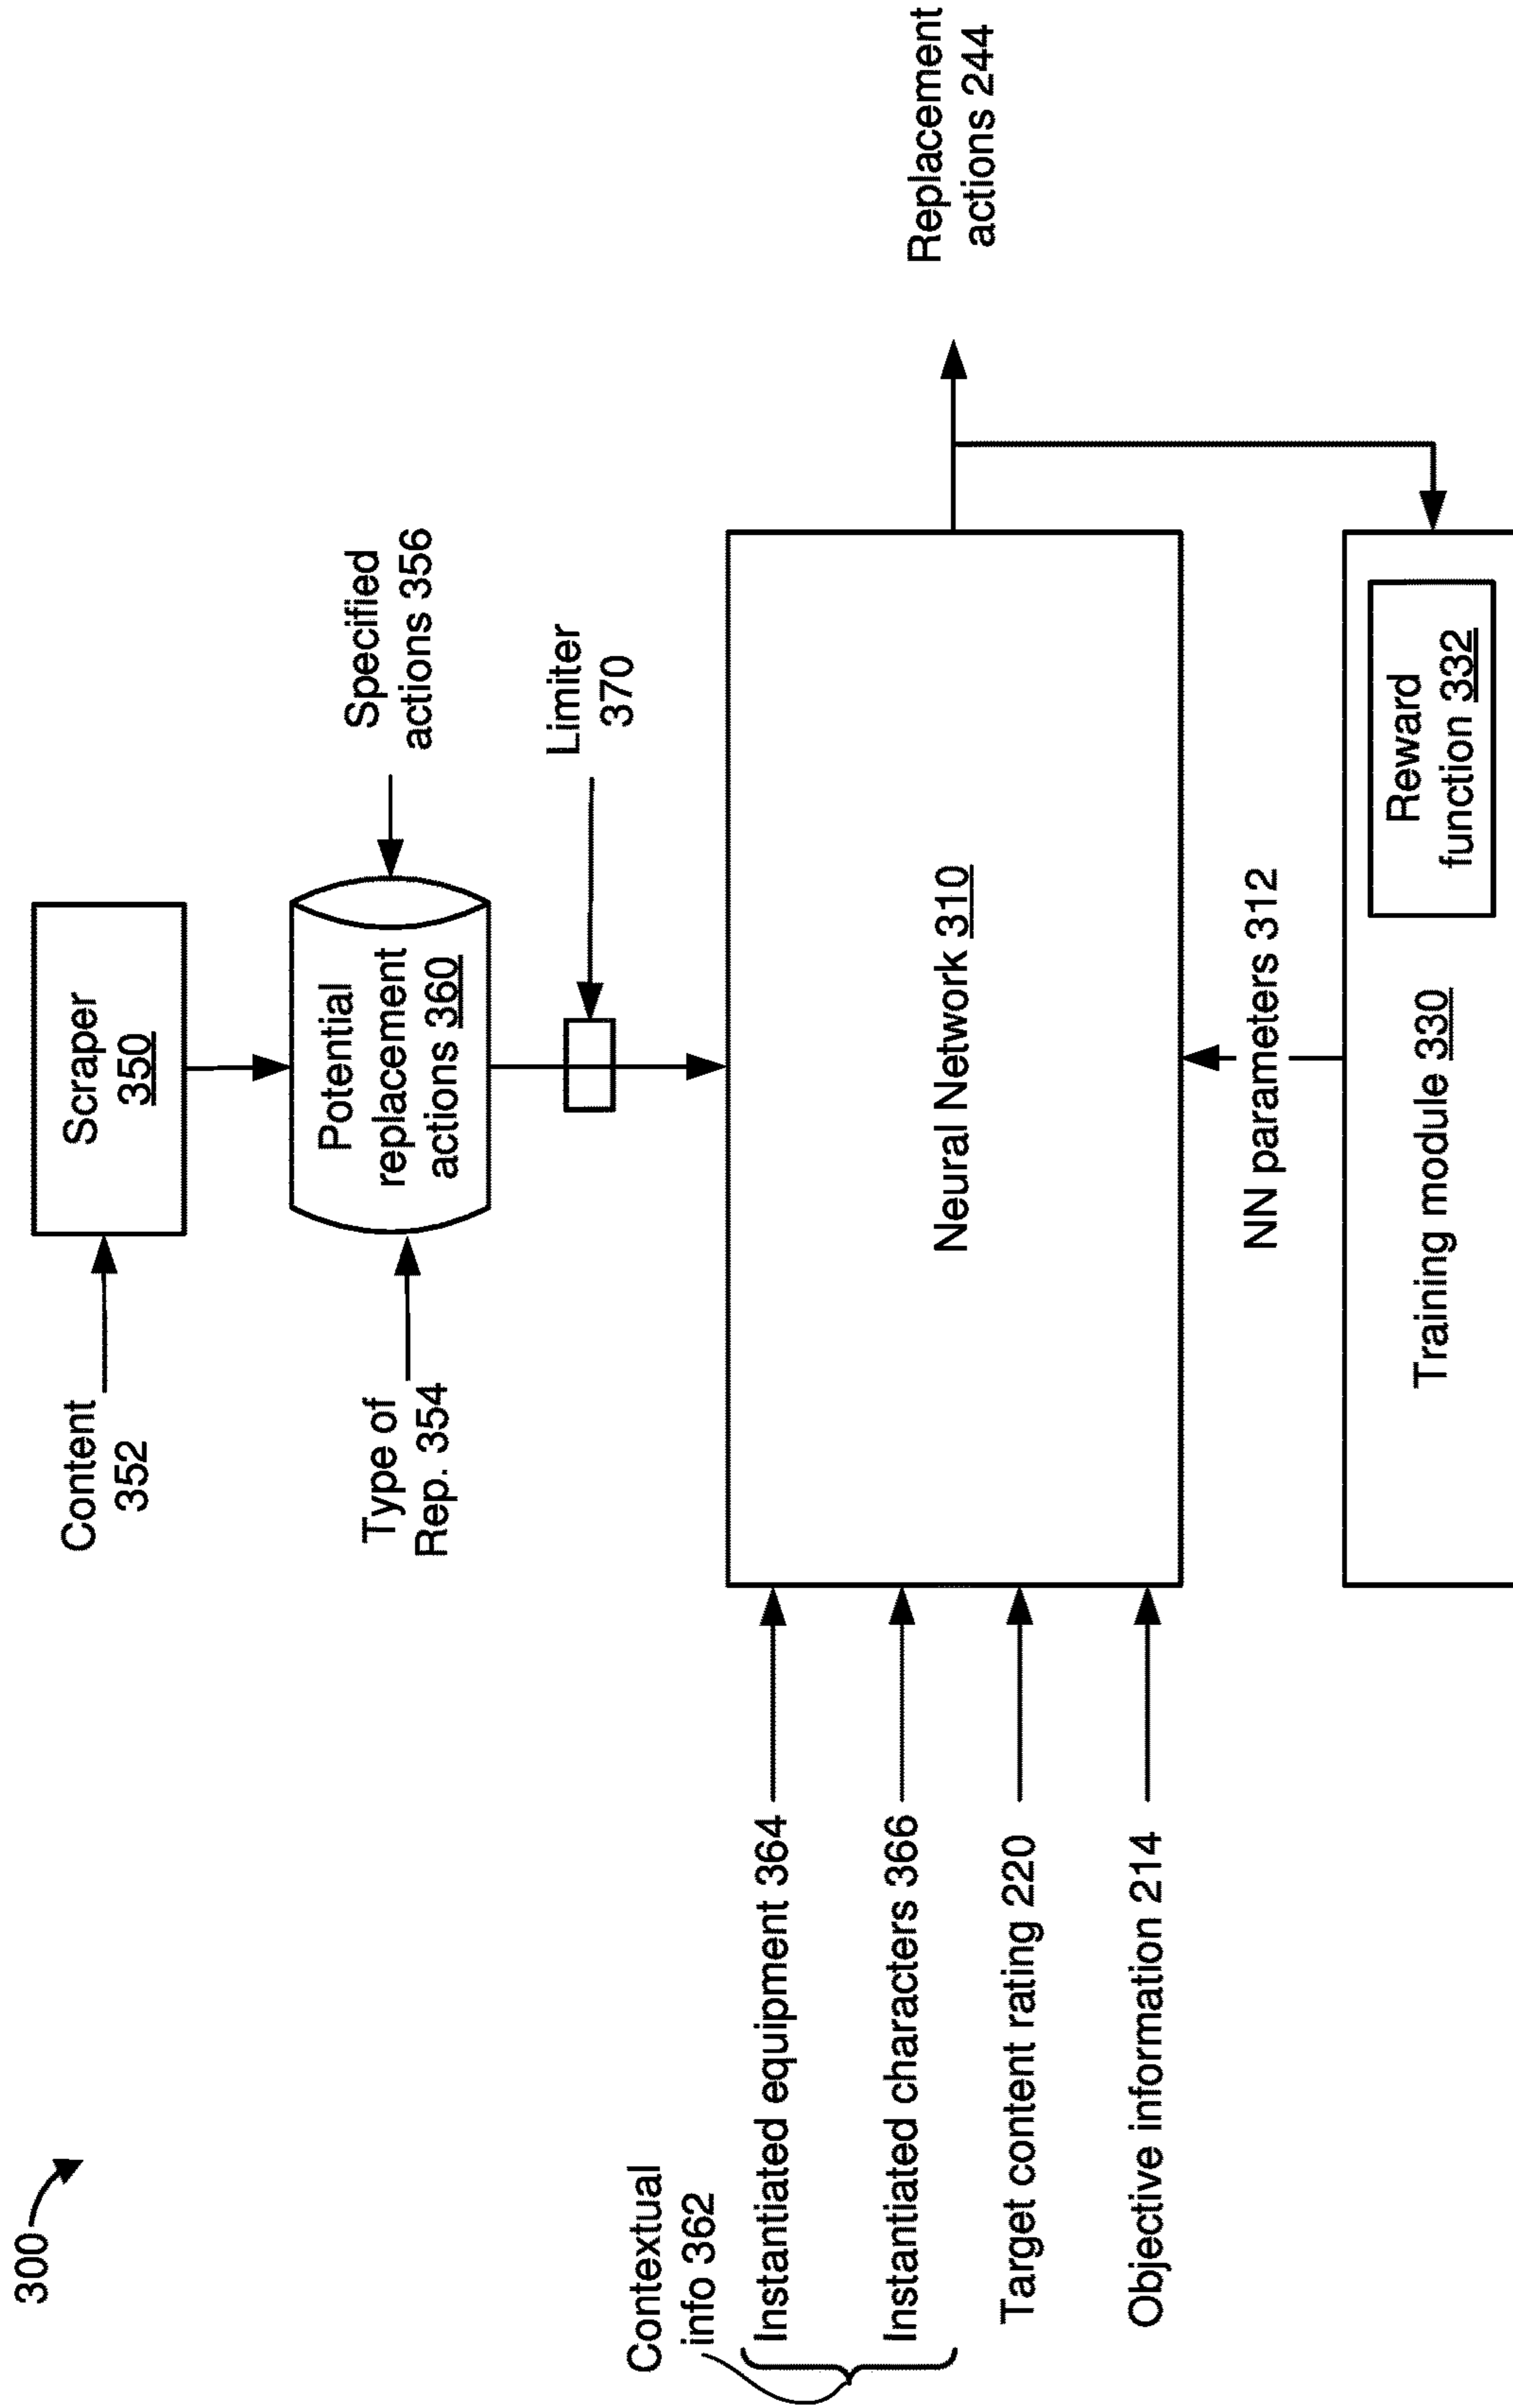 300
Content
352
Scraper
350
Type of
Rep. 354
Potential
replacement
actions 360
Specified
actions 356
Limiter
370
Contextual
info 362
Instantiated equipment 364
Instantiated characters 366
Target content rating 220
Objective information 214
Neural Network 310
Replacement
actions 244
NN parameters 312
Training module 330
Reward
function 332